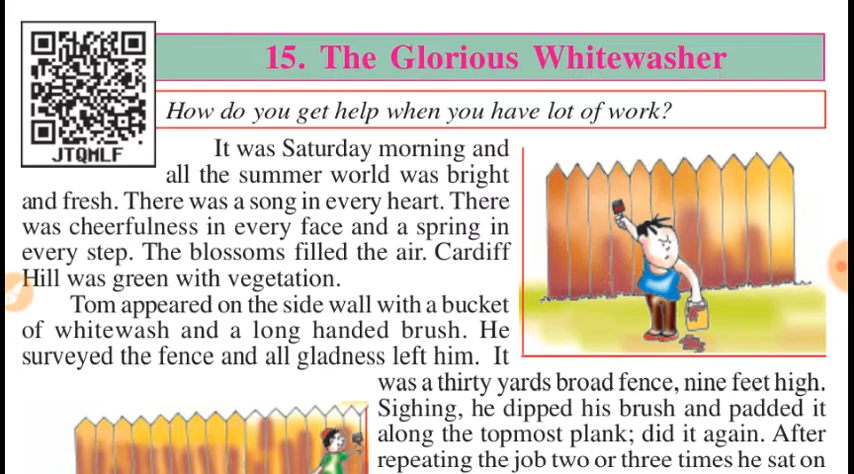 15. The Glorious Whitewasher
How do you get help when you have lot of work?
JTQMLF
It was Saturday morning and
all the summer world was bright
and fresh. There was a song in every heart. There
was cheerfulness in every face and a spring in
every step. The blossoms filled the air. Cardiff
Hill was green with vegetation.
Tom appeared on the side wall with a bucket
of whitewash and a long handed brush. He
surveyed the fence and all gladness left him. It
was a thirty yards broad fence, nine feet high.
Sighing, he dipped his brush and padded it
along the topmost plank; did it again. After
repeating the job two or three times he sat on